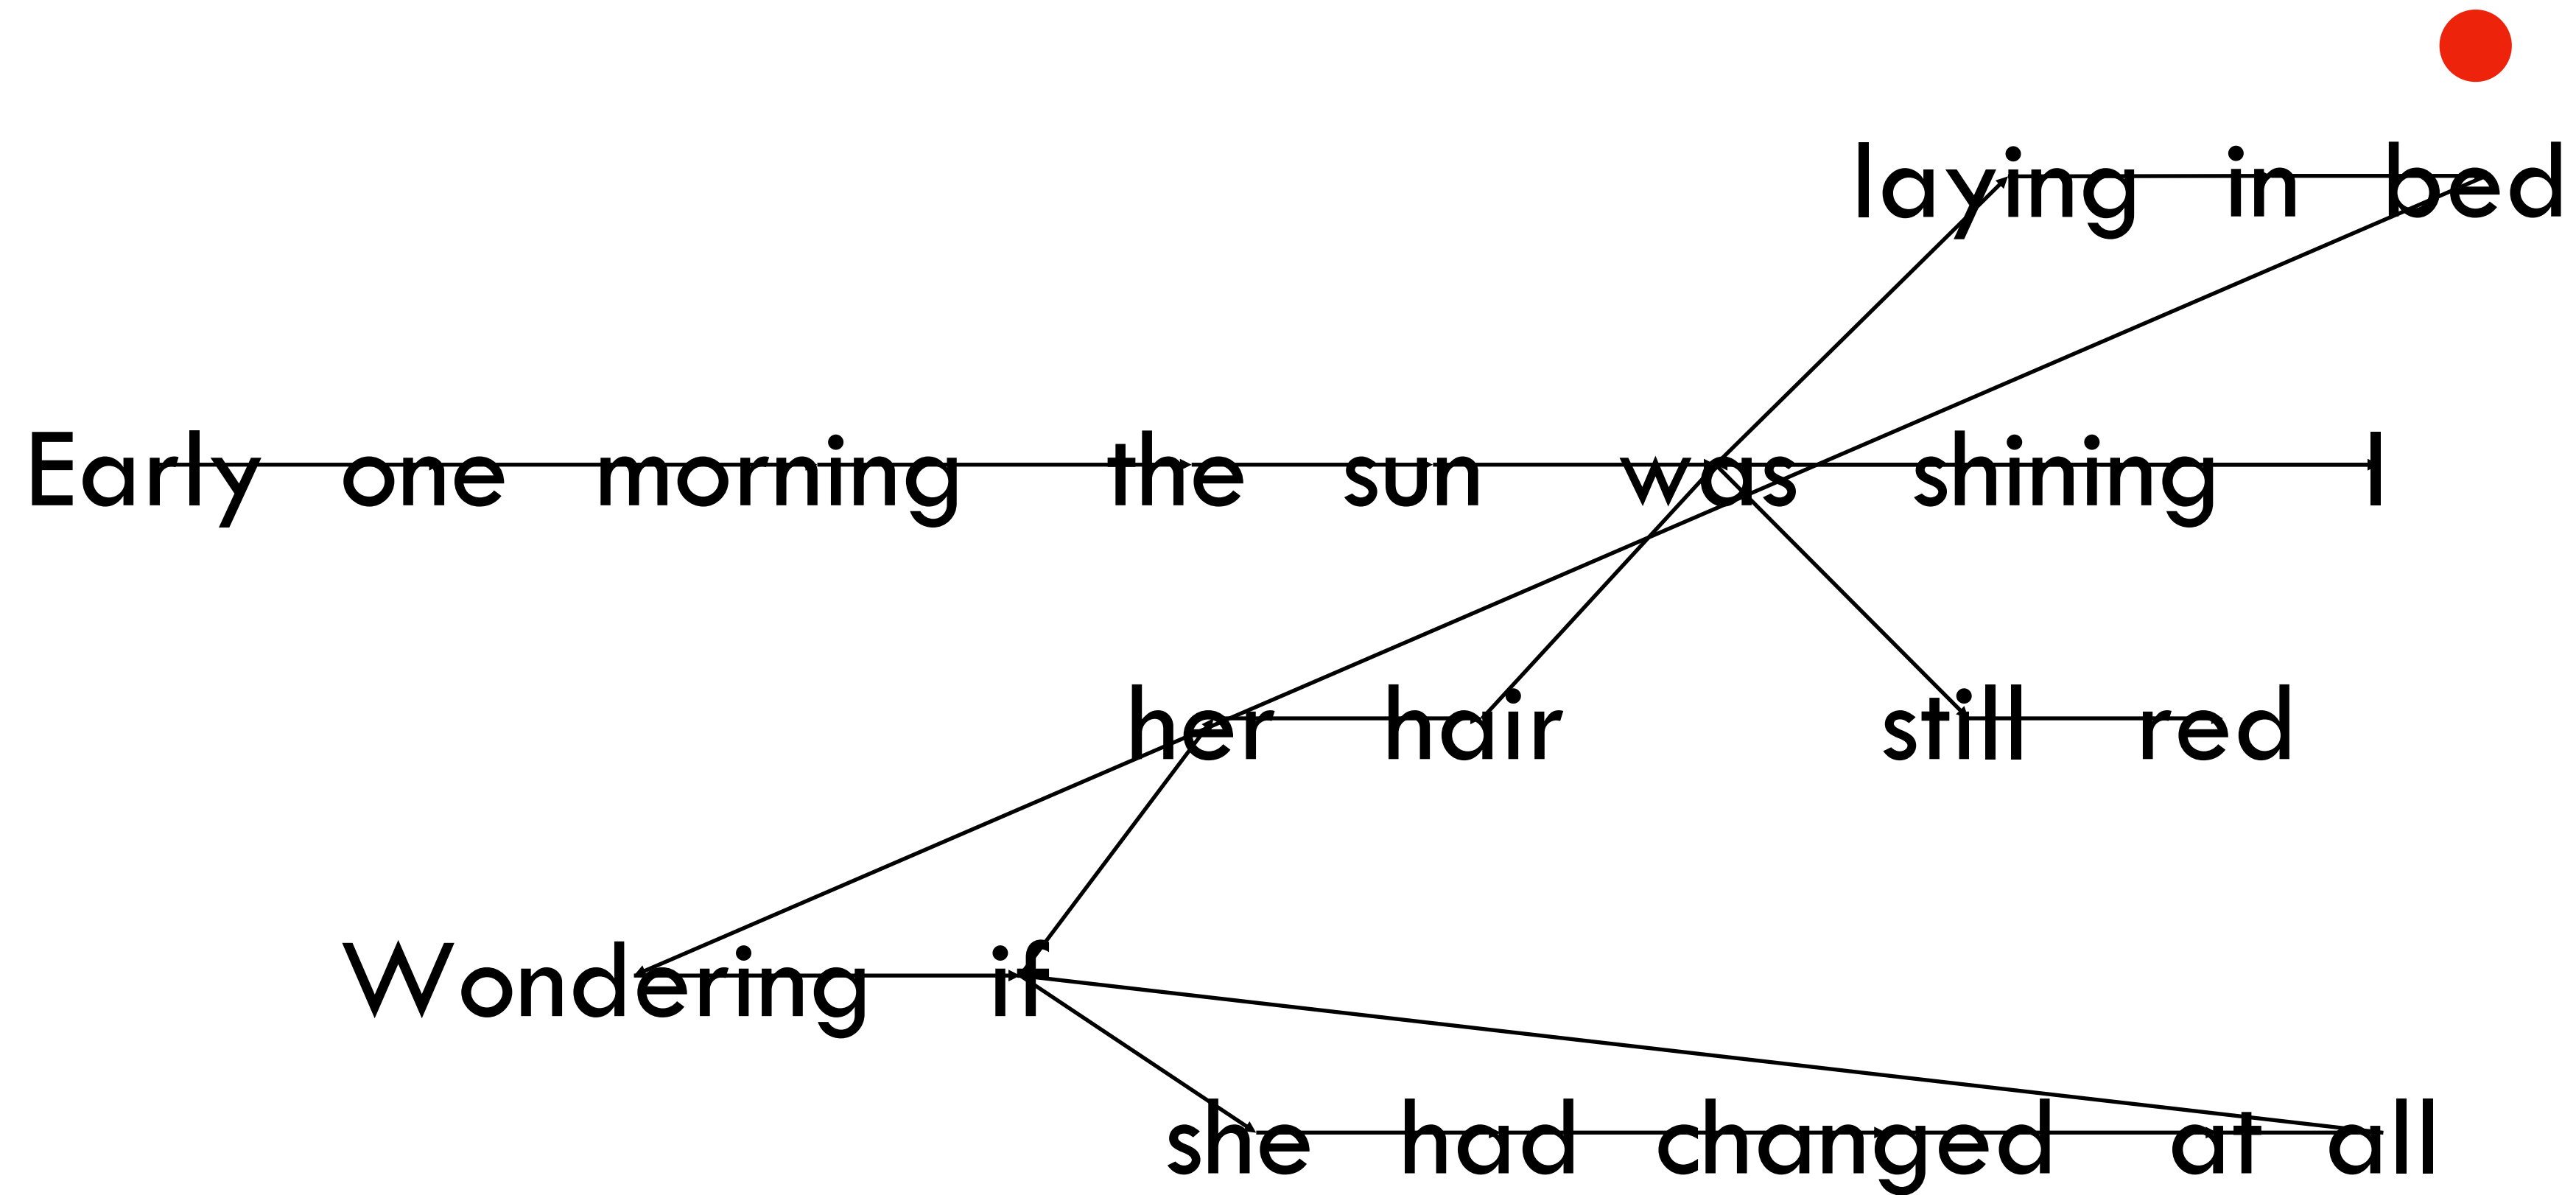 laying in bed
Early one morning the sun was shining I
her hair still red
Wondering if
she had changed at all